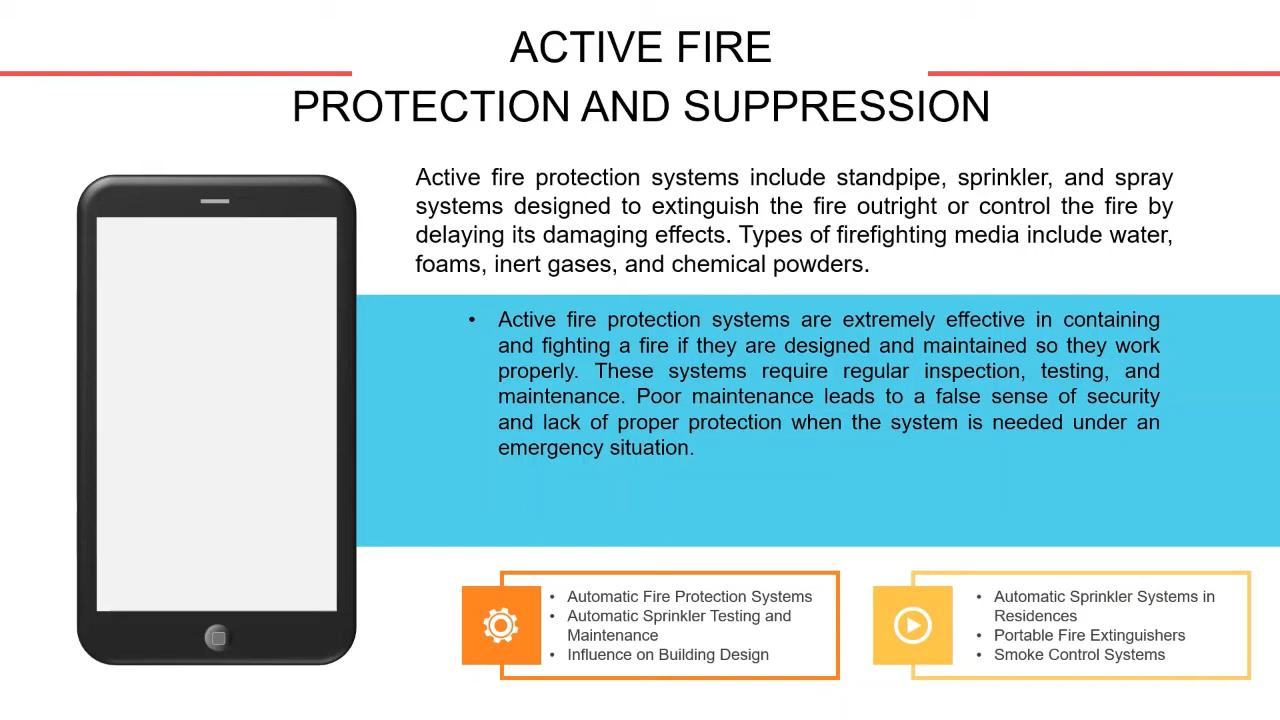 ACTIVE FIRE
PROTECTION AND SUPPRESSION
Active fire protection systems include standpipe, sprinkler, and spray
systems designed to extinguish the fire outright or control the fire by
delaying its damaging effects. Types of firefighting media include water,
foams, inert gases, and chemical powders.
• Active fire protection systems are extremely effective in containing
and fighting a fire if they are designed and maintained so they work
properly. These systems require regular inspection, testing, and
maintenance. Poor maintenance leads to a false sense of security
and lack of proper protection when the system is needed under an
emergency situation.
• Automatic Fire Protection Systems
• Automatic Sprinkler Testing and
Maintenance
• Influence on Building Design
• Automatic Sprinkler Systems in
Residences
• Portable Fire Extinguishers
• Smoke Control Systems